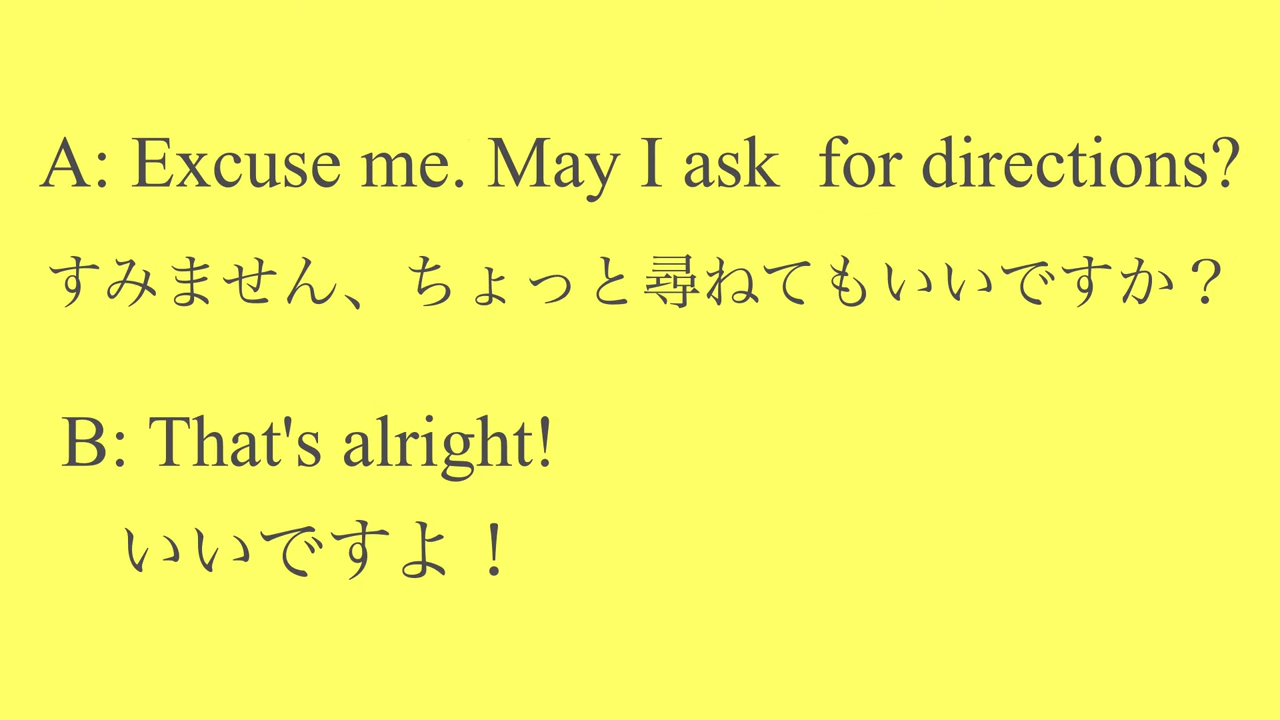 A: Excuse me. May I ask  for directions?
すみません、ちょっと尋ねてもいいですか？
B: That's alright!
いいですよ！